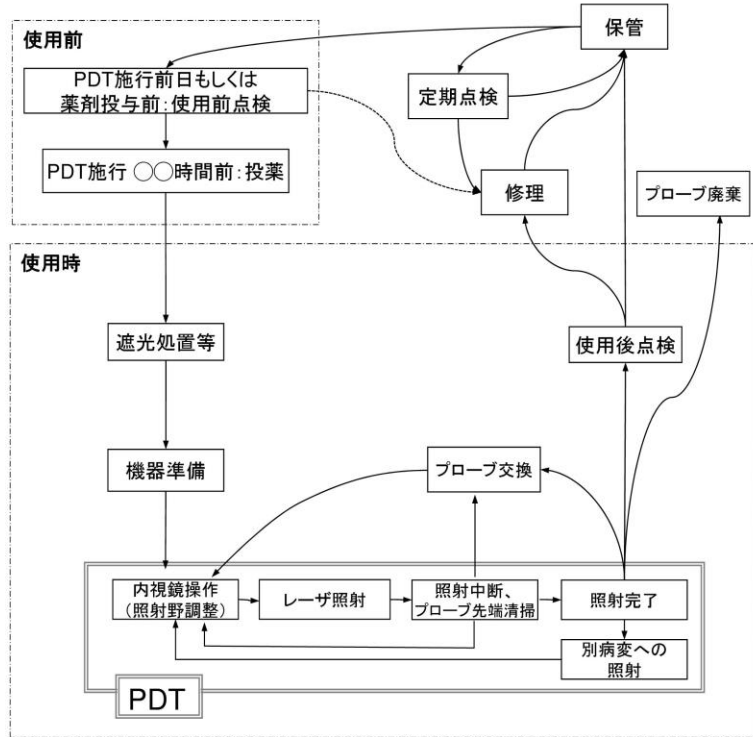 使用前
保管
PDT施行前日もしくは
薬剤投与前：使用前点検
定期点検
PDT施行 ◯◯時間前：投薬
修理
プローブ廃棄
使用時
遮光処置等
使用後点検
機器準備
プローブ交換
内視鏡操作
（照射野調整）
レーザ照射
照射中断、
プローブ先端清掃
照射完了
別病変への
照射
PDT